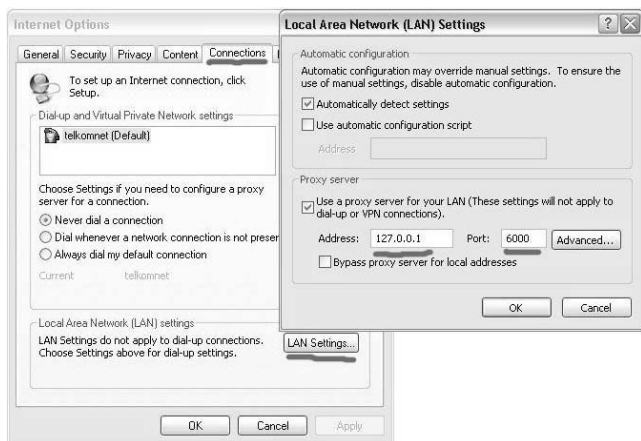 Internet Options
General Security Privacy Content Connections
To set up an Internet connection, click
Setup.
Dial-up and Virtual Private Network settings
telkomnet (Default)
Choose Settings if you need to configure a proxy
server for a connection.
Never dial a connection
Dial whenever a network connection is not preser
Always dial my default connection
Current telkomnet
Local Area Network (LAN) settings
LAN Settings do not apply to dial-up connections.
Choose Settings above for dial-up settings.
LAN Settings...
OK Cancel Apply
Local Area Network (LAN) Settings
Automatic configuration
Automatic configuration may override manual settings. To ensure the
use of manual settings, disable automatic configuration.
Automatically detect settings
Use automatic configuration script
Address
Proxy server
Use a proxy server for your LAN (These settings will not apply to
dial-up or VPN connections).
Address: 127.0.0.1 Port: 6000 Advanced...
Bypass proxy server for local addresses
OK Cancel